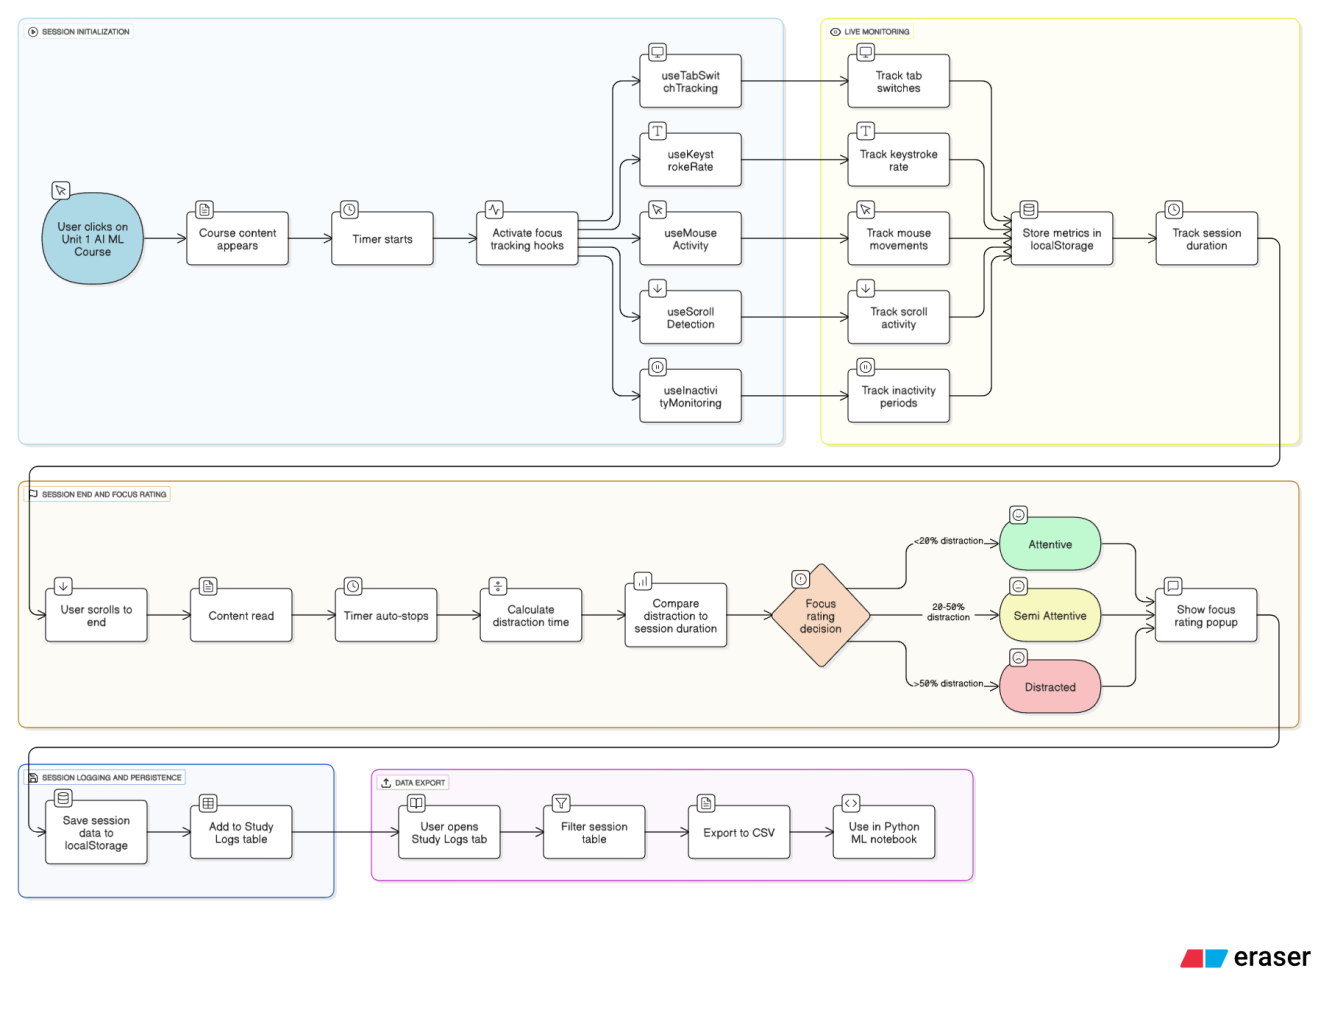 SESSION INITIALIZATION
User clicks on
Unit 1 AI ML
Course
Course content
appears
Timer starts
Activate focus
tracking hooks
useTabSwit
chTracking
useKeyst
rokeRate
useMouse
Activity
useScroll
Detection
useInactivi
tyMonitoring
LIVE MONITORING
Track tab
switches
Track keystroke
rate
Track mouse
movements
Track scroll
activity
Track inactivity
periods
Store metrics in
localStorage
Track session
duration
SESSION END AND FOCUS RATING
User scrolls to
end
Content read
Timer auto-stops
Calculate
distraction time
Compare
distraction to
session duration
Focus
rating
decision
<20% distraction
20-50%
distraction
>50% distraction
Attentive
Semi Attentive
Distracted
Show focus
rating popup
SESSION LOGGING AND PERSISTENCE
Save session
data to
localStorage
Add to Study
Logs table
DATA EXPORT
User opens
Study Logs tab
Filter session
table
Export to CSV
Use in Python
ML notebook
eraser